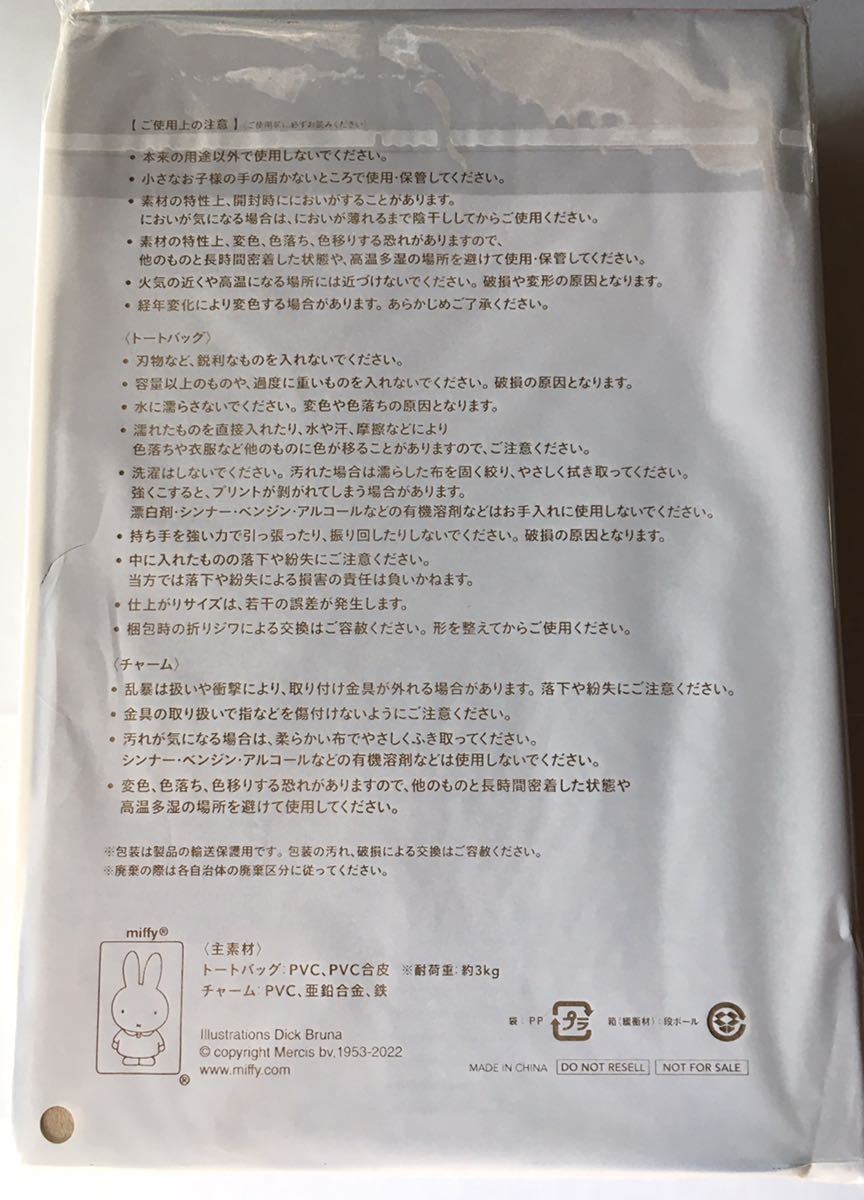 【ご使用上の注意】(ご使用前に必ずお読みください)
• 本来の用途以外で使用しないでください。
• 小さなお子様の手の届かないところで使用・保管してください。
• 素材の特性上、開封時ににおいがすることがあります。
においが気になる場合は、においが薄れるまで陰干ししてからご使用ください。
• 素材の特性上、変色、色落ち、色移りする恐れがありますので、
他のものと長時間密着した状態や、高温多湿の場所を避けて使用・保管してください。
• 火気の近くや高温になる場所には近づけないでください。破損や変形の原因となります。
• 経年変化により変色する場合があります。あらかじめご了承ください。
〈トートバッグ〉
• 刃物など、鋭利なものを入れないでください。
• 容量以上のものや、過度に重いものを入れないでください。破損の原因となります。
• 水に濡らさないでください。変色や色落ちの原因となります。
• 濡れたものを直接入れたり、水や汗、摩擦などにより
色落ちや衣服など他のものに色が移ることがありますので、ご注意ください。
• 洗濯はしないでください。汚れた場合は濡らした布を固く絞り、やさしく拭き取ってください。
強くこすると、プリントが剥がれてしまう場合があります。
漂白剤・シンナー・ベンジン・アルコールなどの有機溶剤などはお手入れに使用しないでください。
• 持ち手を強い力で引っ張ったり、振り回したりしないでください。破損の原因となります。
• 中に入れたものの落下や紛失にご注意ください。
当方では落下や紛失による損害の責任は負いかねます。
• 仕上がりサイズは、若干の誤差が発生します。
• 梱包時の折りジワによる交換はご容赦ください。形を整えてからご使用ください。
〈チャーム〉
• 乱暴は扱いや衝撃により、取り付け金具が外れる場合があります。落下や紛失にご注意ください。
• 金具の取り扱いで指などを傷付けないようにご注意ください。
• 汚れが気になる場合は、柔らかい布でやさしくふき取ってください。
シンナー・ベンジン・アルコールなどの有機溶剤などは使用しないでください。
• 変色、色落ち、色移りする恐れがありますので、他のものと長時間密着した状態や
高温多湿の場所を避けて使用してください。
※包装は製品の輸送保護用です。包装の汚れ、破損による交換はご容赦ください。
※廃棄の際は各自治体の廃棄区分に従ってください。
miffy®
®
〈主素材〉
トートバッグ:PVC、PVC合皮 ※耐荷重:約3kg
チャーム:PVC、亜鉛合金、鉄
Illustrations Dick Bruna
© copyright Mercis bv, 1953-2022
www.miffy.com
袋:PP プラ 箱(緩衝材):段ボール
MADE IN CHINA DO NOT RESELL NOT FOR SALE